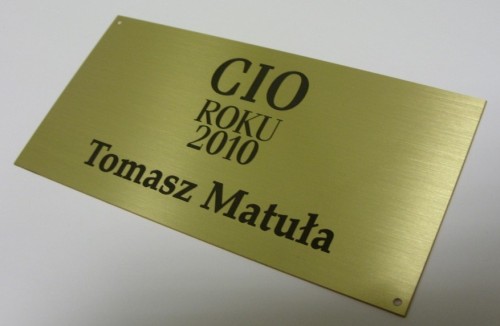 CIO
ROKU
2010
Tomasz Matuła